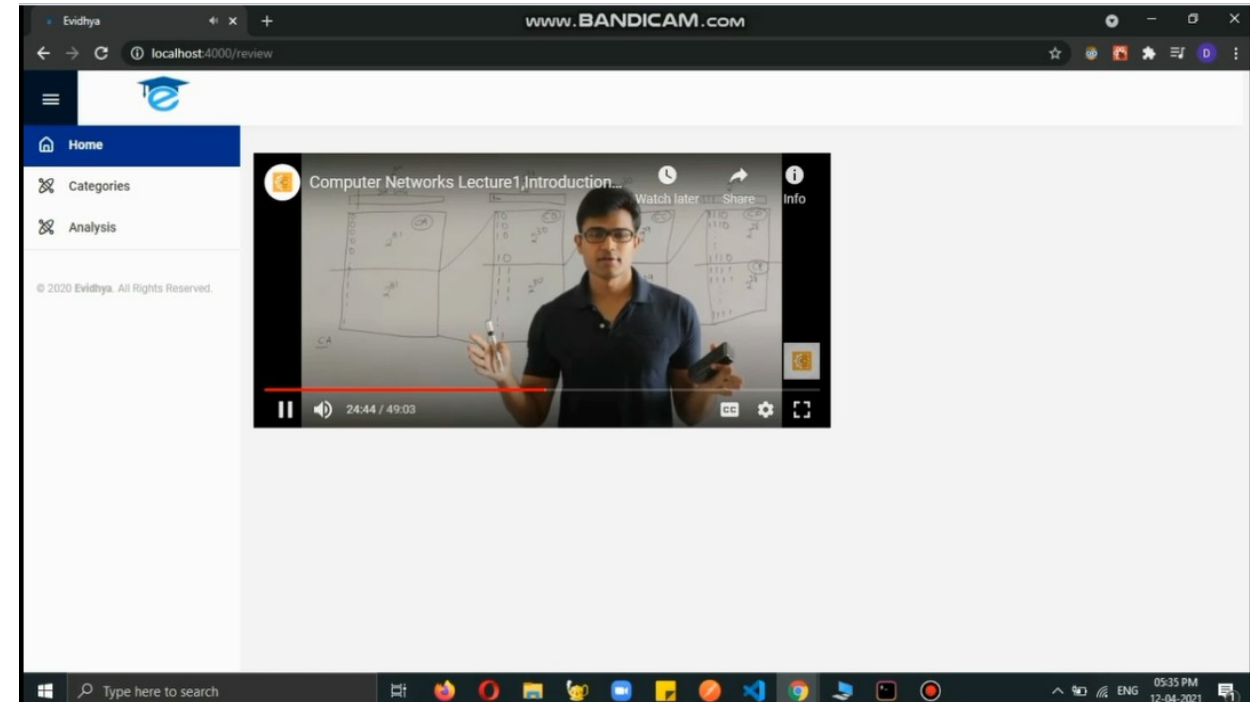 Evidhya
www.BANDICAM.com
localhost:4000/review
D
Home
Categories
Analysis
© 2020 Evidhya. All Rights Reserved.
Computer Networks Lecture1,Introduction...
Watch later
Share
Info
CA
24:44 / 49:03
CC
Type here to search
ENG
05:35 PM
12-04-2021